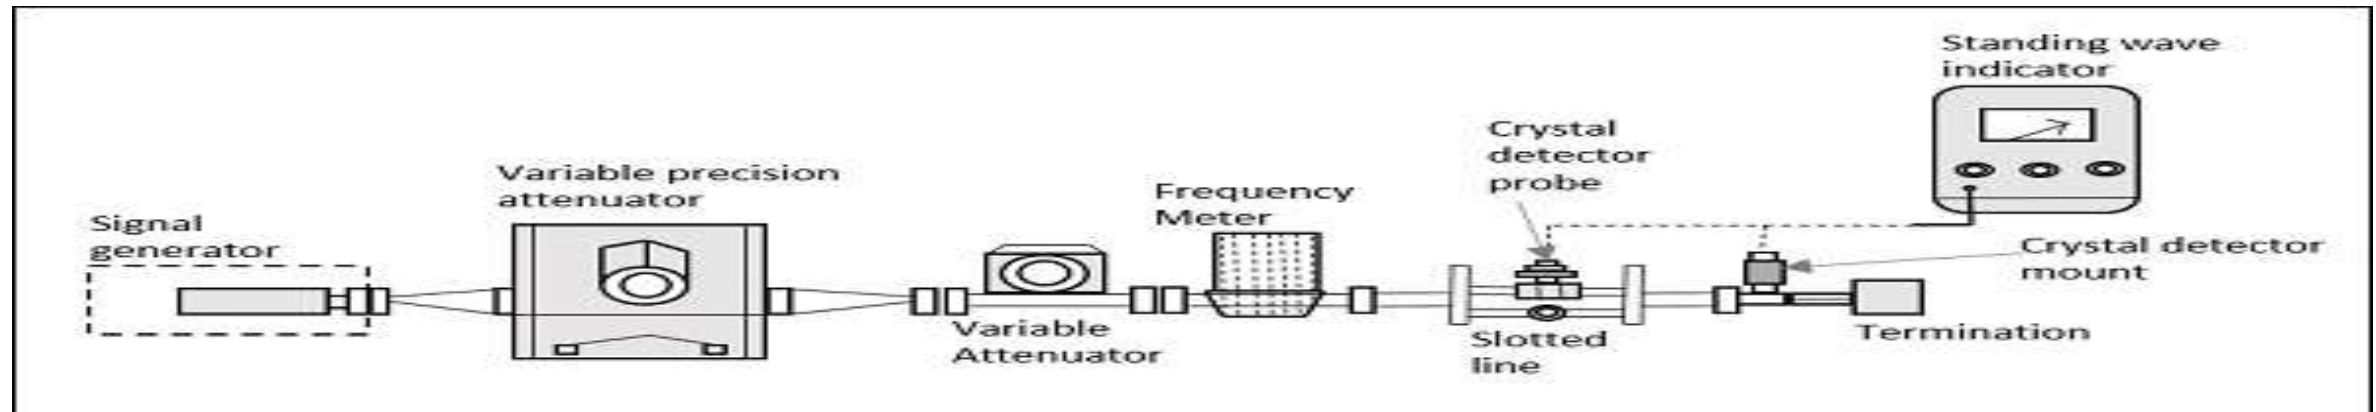 Standing wave
indicator
Crystal
detector
probe
Variable precision
attenuator
Frequency
Meter
Signal
generator
Crystal detector
mount
Variable
Attenuator
Slotted
line
Termination